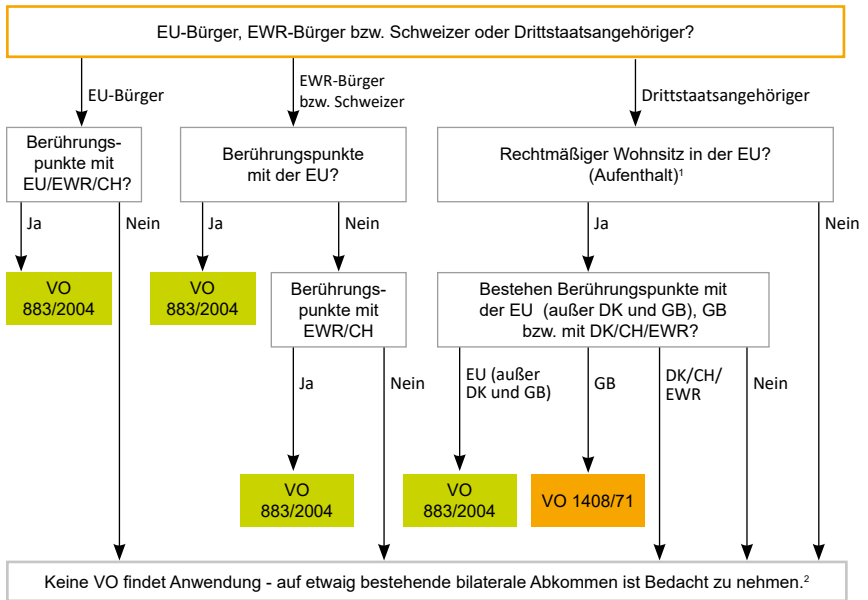 EU-Bürger, EWR-Bürger bzw. Schweizer oder Drittstaatsangehöriger?
EU-Bürger
EWR-Bürger
bzw. Schweizer
Drittstaatsangehöriger
Berührungs-
punkte mit
EU/EWR/CH?
Berührungspunkte
mit der EU?
Rechtmäßiger Wohnsitz in der EU?
(Aufenthalt)¹
Ja
Nein
Ja
Nein
Ja
Nein
VO
883/2004
VO
883/2004
Berührungs-
punkte mit
EWR/CH
Bestehen Berührungspunkte mit
der EU (außer DK und GB), GB
bzw. mit DK/CH/EWR?
Ja
Nein
EU (außer
DK und GB)
GB
DK/CH/
EWR
Nein
VO
883/2004
VO
883/2004
VO 1408/71
Keine VO findet Anwendung - auf etwaig bestehende bilaterale Abkommen ist Bedacht zu nehmen.²